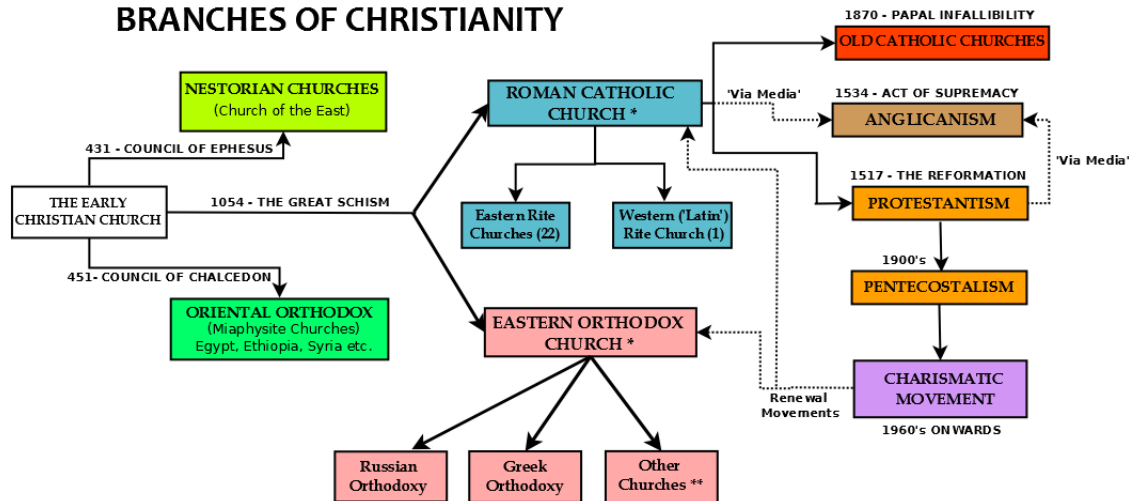 BRANCHES OF CHRISTIANITY
1870 - PAPAL INFALLIBILITY
OLD CATHOLIC CHURCHES
NESTORIAN CHURCHES
(Church of the East)
ROMAN CATHOLIC
CHURCH *
'Via Media'
1534 - ACT OF SUPREMACY
ANGLICANISM
431 - COUNCIL OF EPHESUS
'Via Media'
1517 - THE REFORMATION
PROTESTANTISM
THE EARLY
CHRISTIAN CHURCH
1054 - THE GREAT SCHISM
Eastern Rite
Churches (22)
Western ('Latin')
Rite Church (1)
451- COUNCIL OF CHALCEDON
1900's
PENTECOSTALISM
ORIENTAL ORTHODOX
(Miaphysite Churches)
Egypt, Ethiopia, Syria etc.
EASTERN ORTHODOX
CHURCH *
CHARISMATIC
MOVEMENT
Renewal
Movements
1960's ONWARDS
Russian
Orthodoxy
Greek
Orthodoxy
Other
Churches **